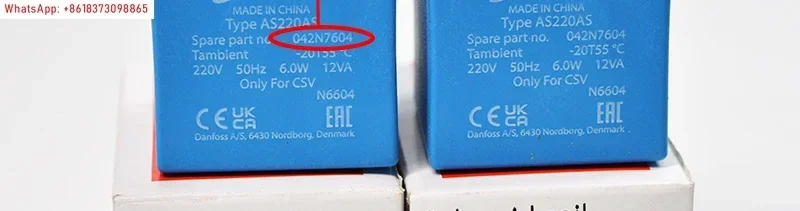 WhatsApp: +8618373098865
MADE IN CHINA
Type AS220AS
Spare part no. 042N7604
Tambient -20T55 °C
220V 50Hz 6.0W 12VA
Only For CSV
N6604
CE UK CA EAC
Danfoss A/S, 6430 Nordborg, Denmark
MADE IN CHINA
Type AS220AS
Spare part no. 042N7604
Tambient -20T55 °C
220V 50Hz 6.0W 12VA
Only For CSV
N6604
CE UK CA EAC
Danfoss A/S, 6430 Nordborg, Denmark